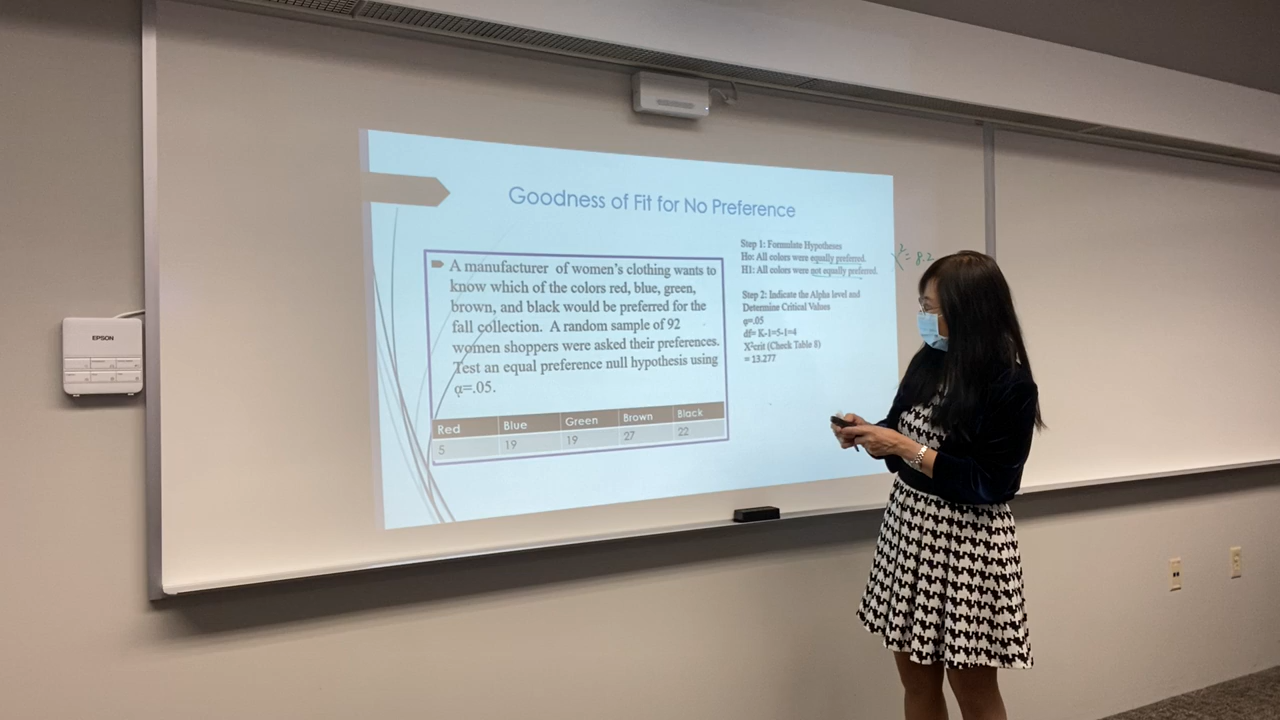 EPSON
Goodness of Fit for No Preference
A manufacturer of women's clothing wants to
know which of the colors red, blue, green,
brown, and black would be preferred for the
fall collection. A random sample of 92
women shoppers were asked their preferences.
Test an equal preference null hypothesis using
α=.05.
Red Blue Green Brown Black
5 19 19 27 22
Step 1: Formulate Hypotheses
Ho: All colors were equally preferred.
H1: All colors were not equally preferred.
Step 2: Indicate the Alpha level and
Determine Critical Values
α=.05
df= K-1=5-1=4
X²crit (Check Table 8)
= 13.277